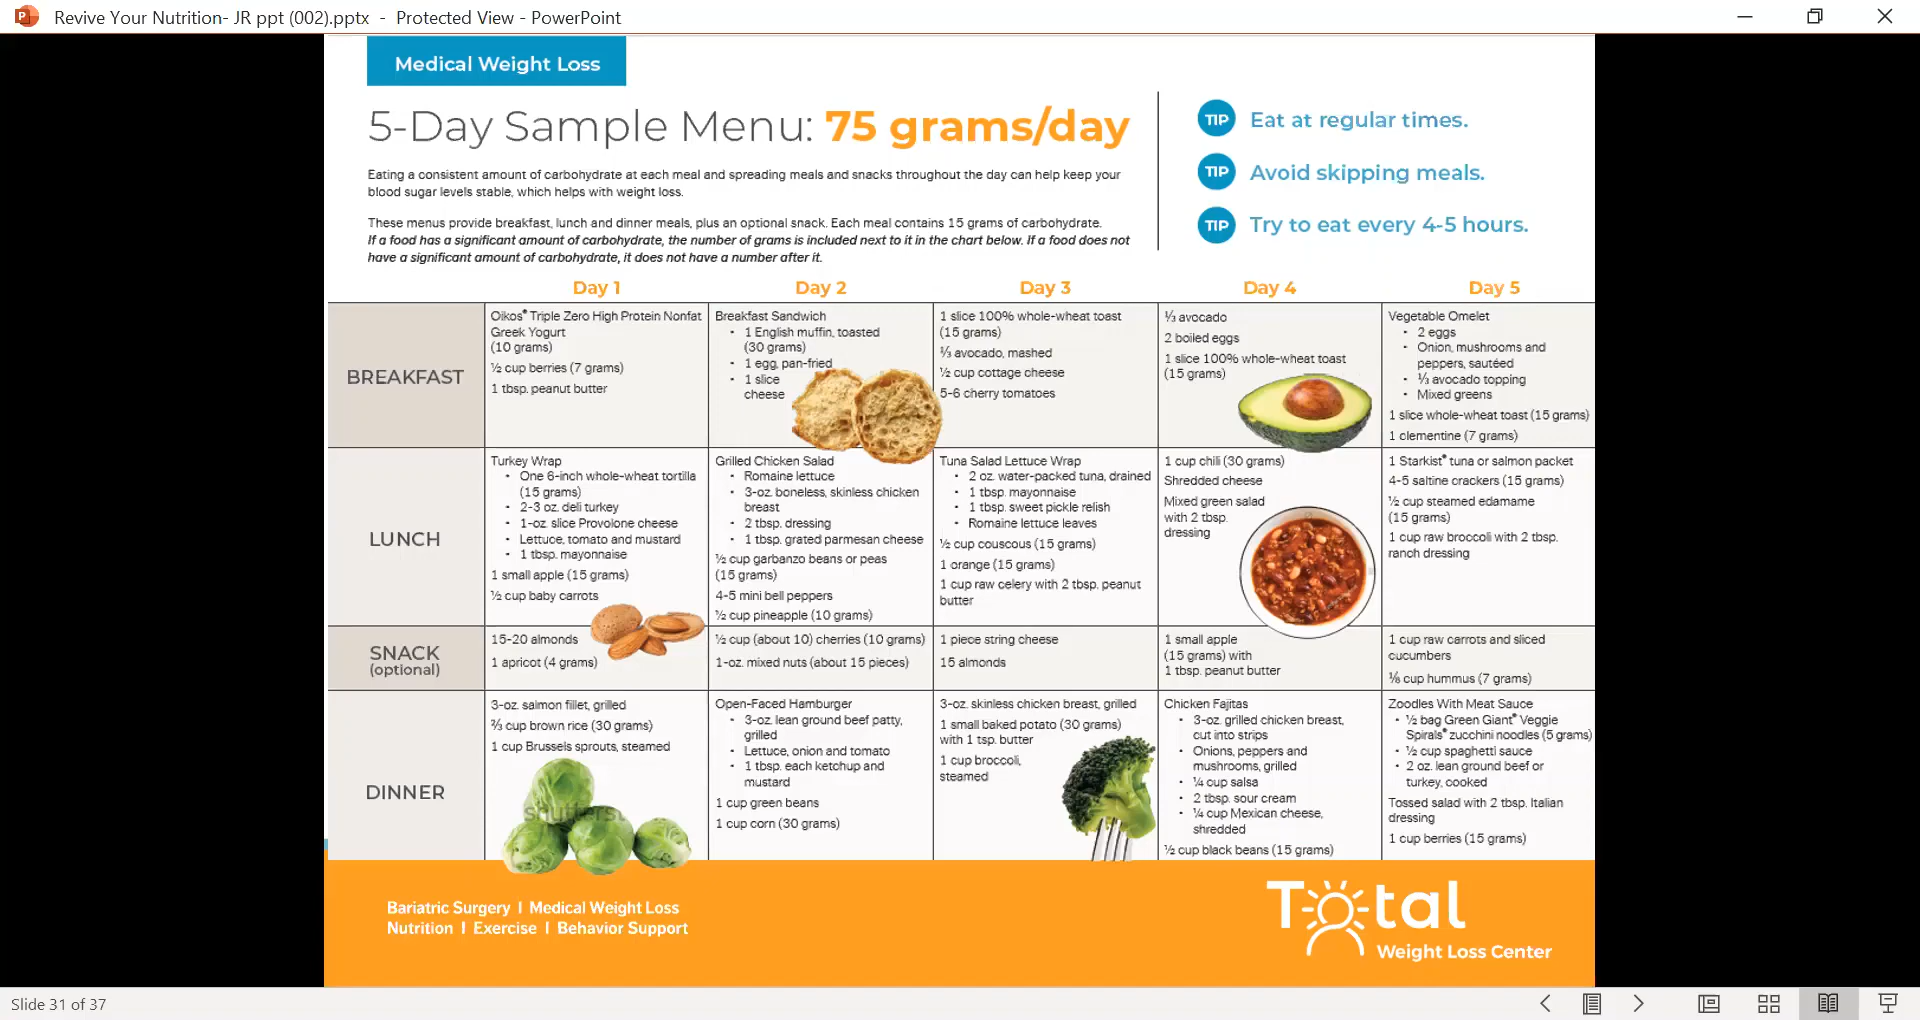 Revive Your Nutrition- JR ppt (002).pptx - Protected View - PowerPoint
Medical Weight Loss
5-Day Sample Menu: 75 grams/day
Eating a consistent amount of carbohydrate at each meal and spreading meals and snacks throughout the day can help keep your
blood sugar levels stable, which helps with weight loss.
These menus provide breakfast, lunch and dinner meals, plus an optional snack. Each meal contains 15 grams of carbohydrate.
If a food has a significant amount of carbohydrate, the number of grams is included next to it in the chart below. If a food does not
have a significant amount of carbohydrate, it does not have a number after it.
TIP Eat at regular times.
TIP Avoid skipping meals.
TIP Try to eat every 4-5 hours.
Day 1
Day 2
Day 3
Day 4
Day 5
BREAKFAST
Oikos® Triple Zero High Protein Nonfat
Greek Yogurt
(10 grams)
½ cup berries (7 grams)
1 tbsp. peanut butter
Breakfast Sandwich
• 1 English muffin, toasted
(30 grams)
• 1 egg, pan-fried
• 1 slice
cheese
1 slice 100% whole-wheat toast
(15 grams)
⅓ avocado, mashed
½ cup cottage cheese
5-6 cherry tomatoes
⅓ avocado
2 boiled eggs
1 slice 100% whole-wheat toast
(15 grams)
Vegetable Omelet
• 2 eggs
• Onion, mushrooms and
peppers, sautéed
• ⅓ avocado topping
• Mixed greens
1 slice whole-wheat toast (15 grams)
1 clementine (7 grams)
LUNCH
Turkey Wrap
• One 6-inch whole-wheat tortilla
(15 grams)
• 2-3 oz. deli turkey
• 1-oz. slice Provolone cheese
• Lettuce, tomato and mustard
• 1 tbsp. mayonnaise
1 small apple (15 grams)
½ cup baby carrots
Grilled Chicken Salad
• Romaine lettuce
• 3-oz. boneless, skinless chicken
breast
• 2 tbsp. dressing
• 1 tbsp. grated parmesan cheese
½ cup garbanzo beans or peas
(15 grams)
4-5 mini bell peppers
½ cup pineapple (10 grams)
Tuna Salad Lettuce Wrap
• 2 oz. water-packed tuna, drained
• 1 tbsp. mayonnaise
• 1 tbsp. sweet pickle relish
• Romaine lettuce leaves
½ cup couscous (15 grams)
1 orange (15 grams)
1 cup raw celery with 2 tbsp. peanut
butter
1 cup chili (30 grams)
Shredded cheese
Mixed green salad
with 2 tbsp.
dressing
1 Starkist® tuna or salmon packet
4-5 saltine crackers (15 grams)
½ cup steamed edamame
(15 grams)
1 cup raw broccoli with 2 tbsp.
ranch dressing
SNACK
(optional)
15-20 almonds
1 apricot (4 grams)
½ cup (about 10) cherries (10 grams)
1-oz. mixed nuts (about 15 pieces)
1 piece string cheese
15 almonds
1 small apple
(15 grams) with
1 tbsp. peanut butter
1 cup raw carrots and sliced
cucumbers
⅛ cup hummus (7 grams)
DINNER
3-oz. salmon fillet, grilled
⅔ cup brown rice (30 grams)
1 cup Brussels sprouts, steamed
Open-Faced Hamburger
• 3-oz. lean ground beef patty,
grilled
• Lettuce, onion and tomato
• 1 tbsp. each ketchup and
mustard
1 cup green beans
1 cup corn (30 grams)
3-oz. skinless chicken breast, grilled
1 small baked potato (30 grams)
with 1 tsp. butter
1 cup broccoli,
steamed
Chicken Fajitas
• 3-oz. grilled chicken breast,
cut into strips
• Onions, peppers and
mushrooms, grilled
• ¼ cup salsa
• 2 tbsp. sour cream
• ¼ cup Mexican cheese,
shredded
½ cup black beans (15 grams)
Zoodles With Meat Sauce
• ½ bag Green Giant® Veggie
Spirals® zucchini noodles (5 grams)
• ½ cup spaghetti sauce
• 2 oz. lean ground beef or
turkey, cooked
Tossed salad with 2 tbsp. Italian
dressing
1 cup berries (15 grams)
Bariatric Surgery | Medical Weight Loss
Nutrition | Exercise | Behavior Support
Total
Weight Loss Center
Slide 31 of 37